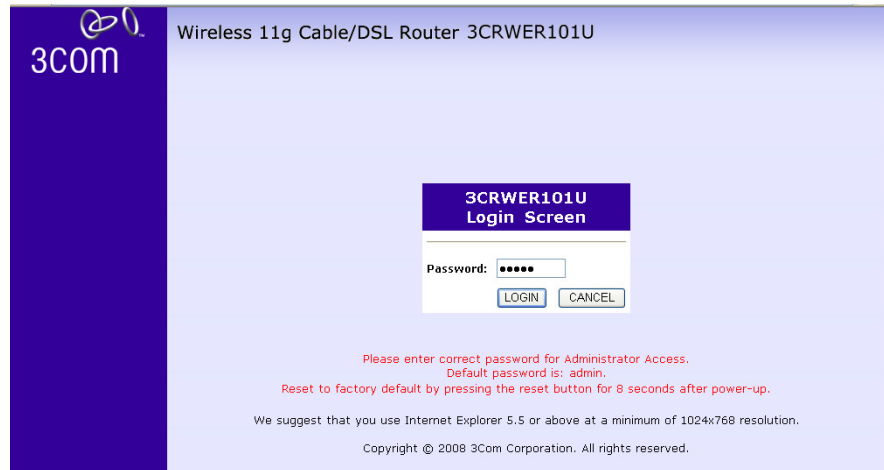 3COM
Wireless 11g Cable/DSL Router 3CRWER101U
3CRWER101U
Login Screen
Password: •••••
LOGIN CANCEL
Please enter correct password for Administrator Access.
Default password is: admin.
Reset to factory default by pressing the reset button for 8 seconds after power-up.
We suggest that you use Internet Explorer 5.5 or above at a minimum of 1024x768 resolution.
Copyright © 2008 3Com Corporation. All rights reserved.